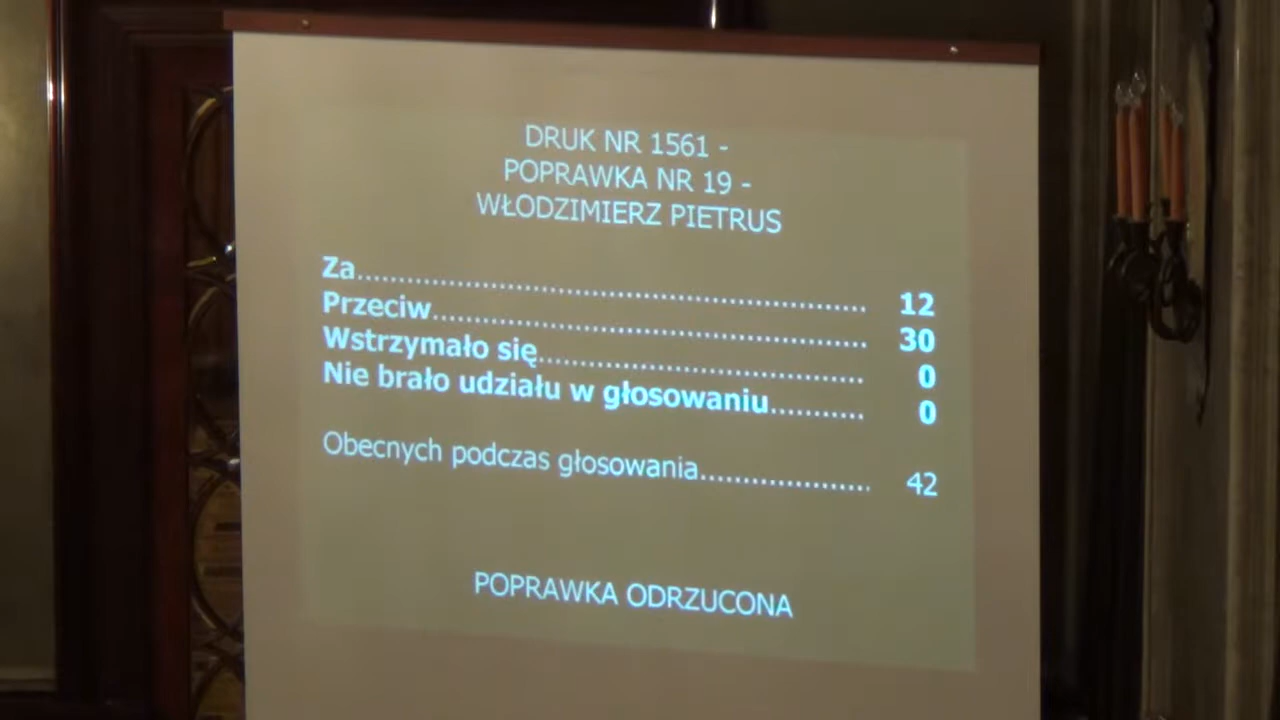 DRUK NR 1561 -
POPRAWKA NR 19 -
WŁODZIMIERZ PIETRUS
Za.......................................................... 12
Przeciw.................................................. 30
Wstrzymało się...................................... 0
Nie brało udziału w głosowaniu........... 0
Obecnych podczas głosowania.................... 42
POPRAWKA ODRZUCONA